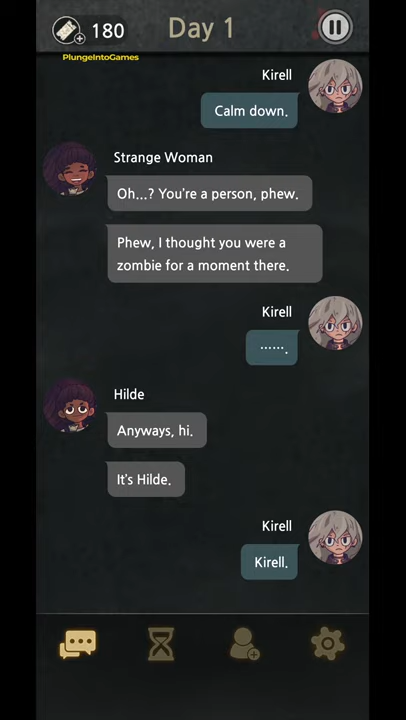 180
Day 1
PlungeIntoGames
Kirell
Calm down.
Strange Woman
Oh...? You're a person, phew.
Phew, I thought you were a
zombie for a moment there.
Kirell
.......
Hilde
Anyways, hi.
It's Hilde.
Kirell
Kirell.